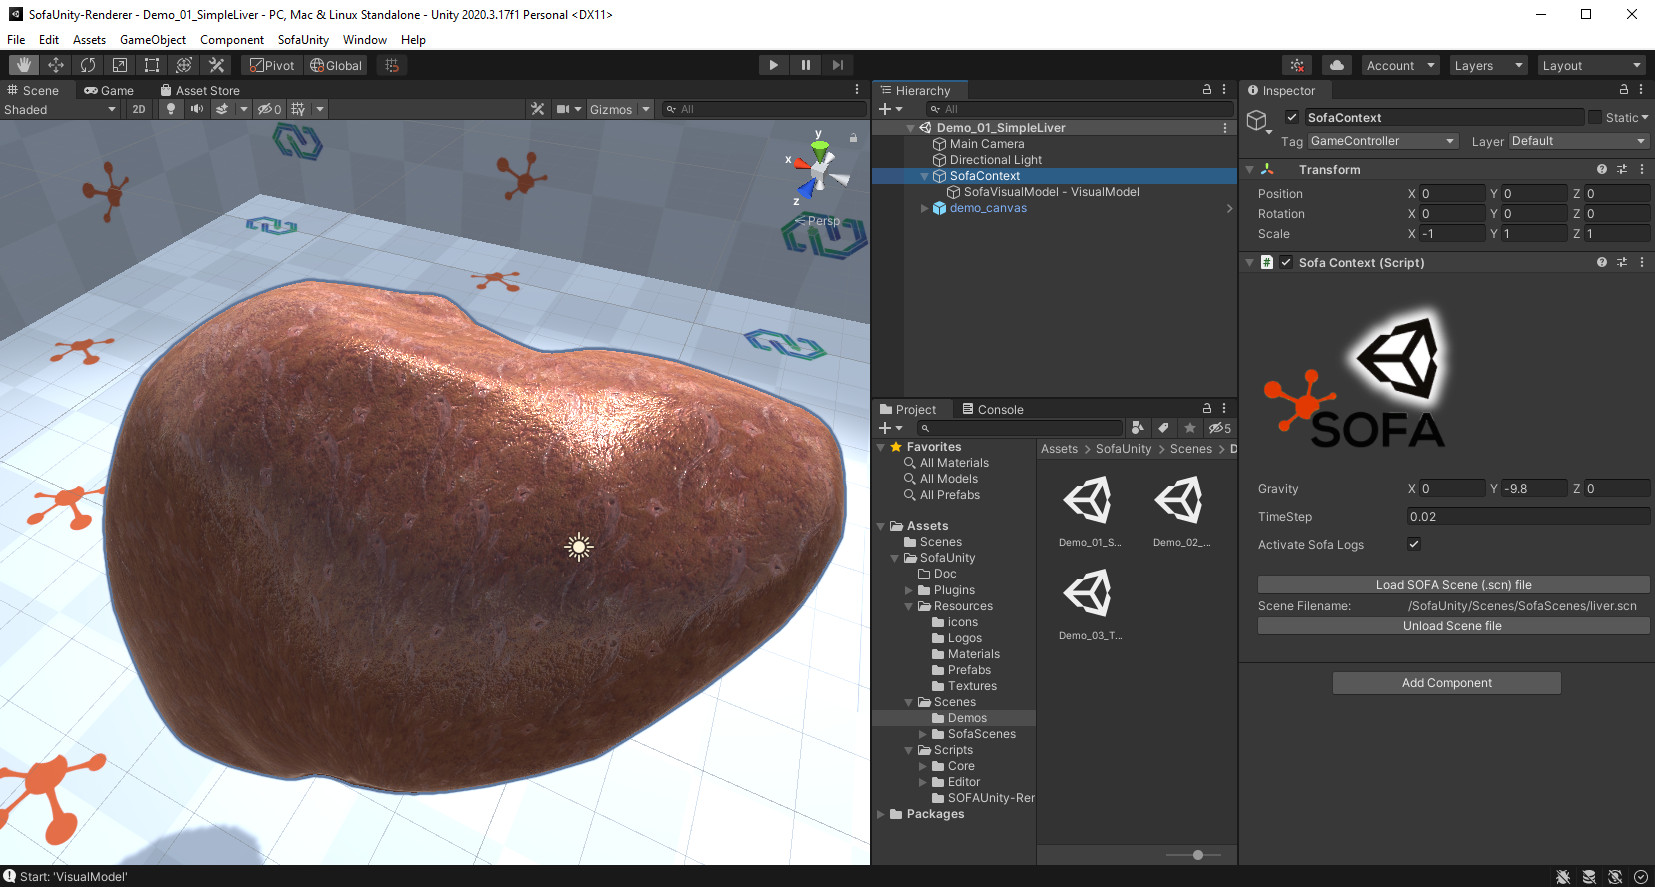 SofaUnity-Renderer - Demo_01_SimpleLiver - PC, Mac & Linux Standalone - Unity 2020.3.17f1 Personal <DX11>
File Edit Assets GameObject Component SofaUnity Window Help
Pivot Global Account Layers Layout
Scene Game Asset Store
Shaded 2D 0 Gizmos All
y
x
z
Persp
Hierarchy
All
Demo_01_SimpleLiver
Main Camera
Directional Light
SofaContext
SofaVisualModel - VisualModel
demo_canvas
Project Console
5
Favorites
All Materials
All Models
All Prefabs
Assets
Scenes
SofaUnity
Doc
Plugins
Resources
icons
Logos
Materials
Prefabs
Textures
Scenes
Demos
SofaScenes
Scripts
Core
Editor
SOFAUnity-Rer
Packages
Assets > SofaUnity > Scenes > D
Demo_01_S... Demo_02_...
Demo_03_T...
Inspector
SofaContext Static
Tag GameController Layer Default
Transform
Position X 0 Y 0 Z 0
Rotation X 0 Y 0 Z 0
Scale X -1 Y 1 Z 1
# Sofa Context (Script)
SOFA
Gravity X 0 Y -9.8 Z 0
TimeStep 0.02
Activate Sofa Logs
Load SOFA Scene (.scn) file
Scene Filename: /SofaUnity/Scenes/SofaScenes/liver.scn
Unload Scene file
Add Component
Start: 'VisualModel'